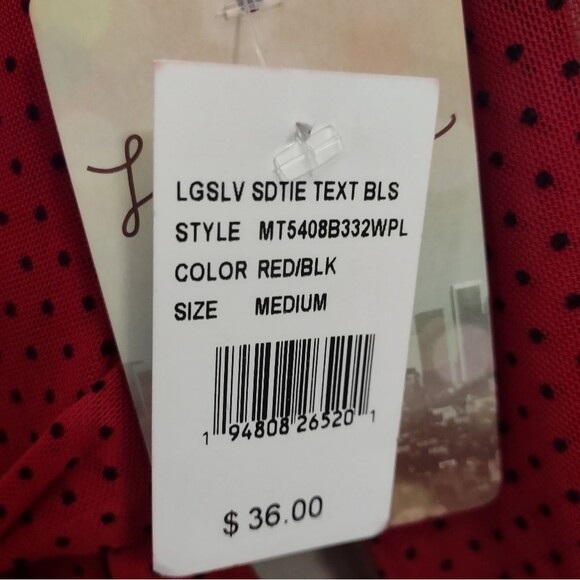 LGSLV SDTIE TEXT BLS
STYLE MT5408B332WPL
COLOR RED/BLK
SIZE MEDIUM
1 94808 26520 1
$ 36.00